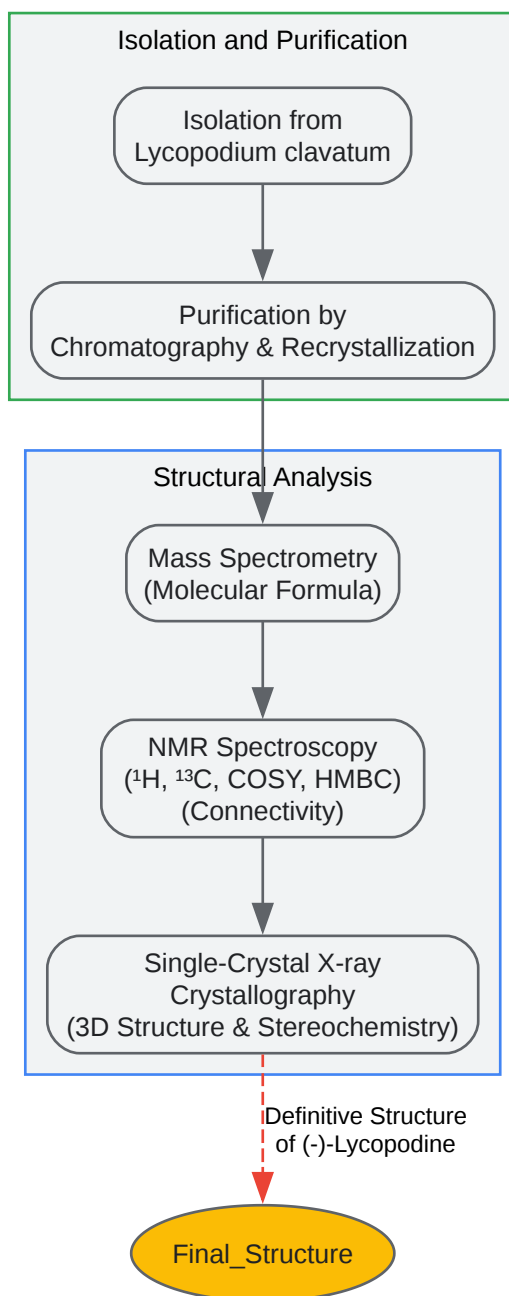 Isolation and Purification
Isolation from
Lycopodium clavatum
Purification by
Chromatography & Recrystallization
Structural Analysis
Mass Spectrometry
(Molecular Formula)
NMR Spectroscopy
(¹H, ¹³C, COSY, HMBC)
(Connectivity)
Single-Crystal X-ray
Crystallography
(3D Structure & Stereochemistry)
Definitive Structure
of (-)-Lycopodine
Final_Structure